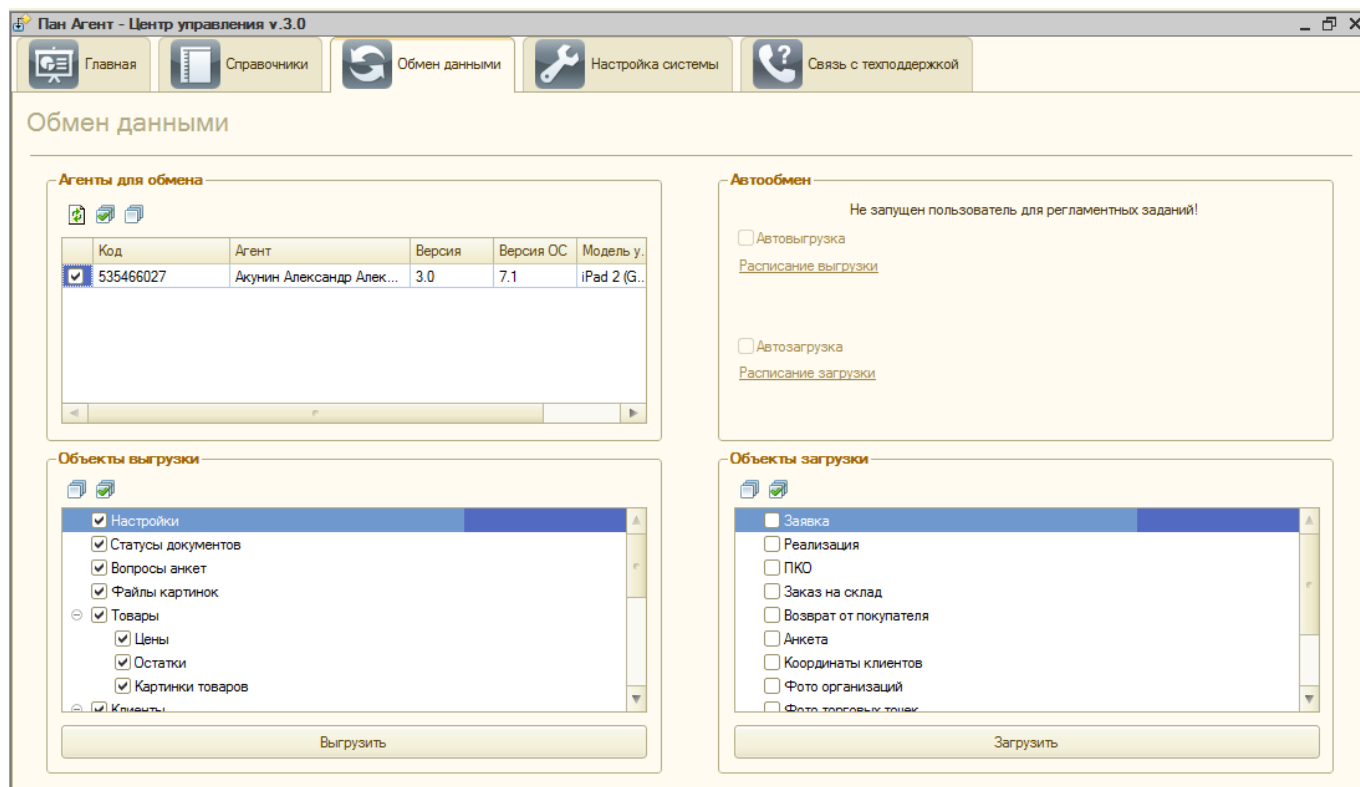 Пан Агент - Центр управления v.3.0
Главная
Справочники
Обмен данными
Настройка системы
Связь с техподдержкой
Обмен данными
Агенты для обмена
Код Агент Версия Версия ОС Модель у.
535466027 Акунин Александр Алек... 3.0 7.1 iPad 2 (G..
Автообмен
Не запущен пользователь для регламентных заданий!
Автовыгрузка
Расписание выгрузки
Автозагрузка
Расписание загрузки
Объекты выгрузки
Настройки
Статусы документов
Вопросы анкет
Файлы картинок
Товары
Цены
Остатки
Картинки товаров
Клиенты
Выгрузить
Объекты загрузки
Заявка
Реализация
ПКО
Заказ на склад
Возврат от покупателя
Анкета
Координаты клиентов
Фото организаций
Фото торговых точек
Загрузить